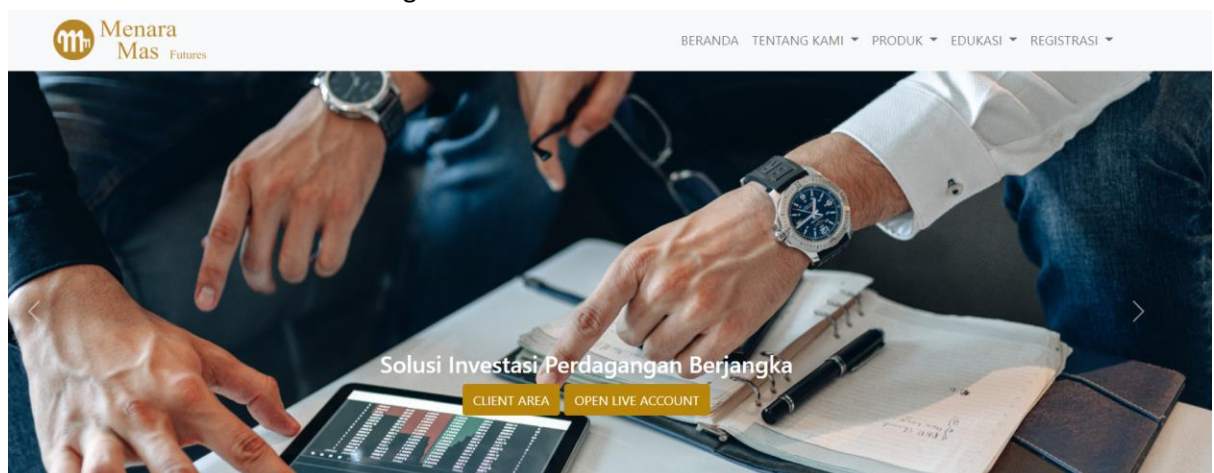 Menara
Mas Futures
BERANDA TENTANG KAMI PRODUK EDUKASI REGISTRASI
Solusi Investasi Perdagangan Berjangka
CLIENT AREA OPEN LIVE ACCOUNT